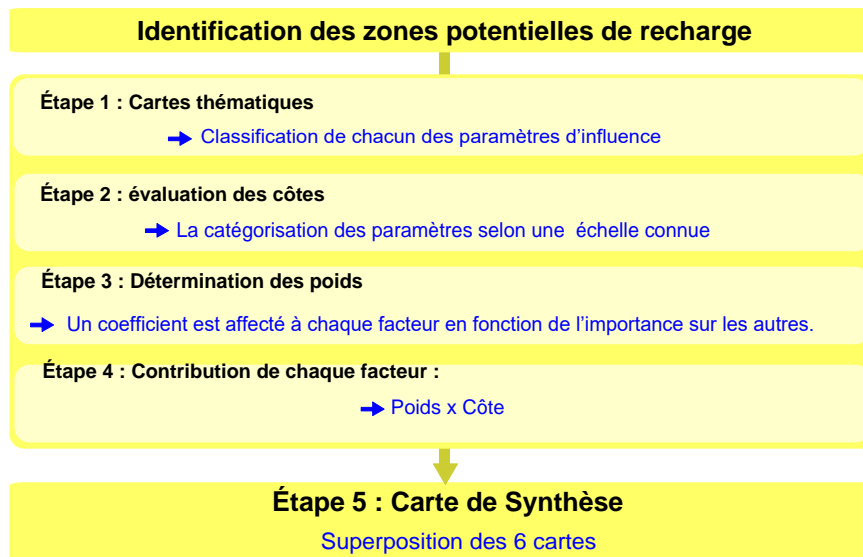 Identification des zones potentielles de recharge
Étape 1 : Cartes thématiques
Classification de chacun des paramètres d'influence
Étape 2 : évaluation des côtes
La catégorisation des paramètres selon une échelle connue
Étape 3 : Détermination des poids
Un coefficient est affecté à chaque facteur en fonction de l'importance sur les autres.
Étape 4 : Contribution de chaque facteur :
Poids x Côte
Étape 5 : Carte de Synthèse
Superposition des 6 cartes